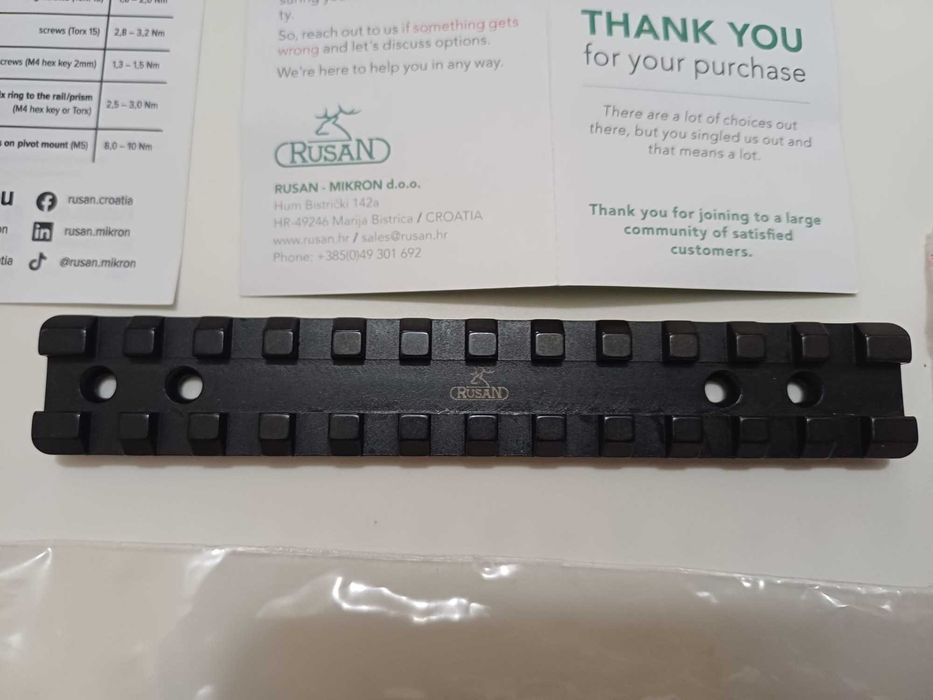 screws (Torx 15) 2,8 – 3,2 Nm
crews (M4 hex key 2mm) 1,3 – 1,5 Nm
x ring to the rail/prism
(M4 hex key or Torx) 2,5 – 3,0 Nm
on pivot mount (M5) 8,0 – 10 Nm
rusan.croatia
rusan.mikron
@rusan.mikron
ty.
So, reach out to us if something gets
wrong and let's discuss options.
We're here to help you in any way.
RUSAN
RUSAN - MIKRON d.o.o.
Hum Bistrički 142a
HR-49246 Marija Bistrica / CROATIA
www.rusan.hr / sales@rusan.hr
Phone: +385(0)49 301 692
THANK YOU
for your purchase
There are a lot of choices out
there, but you singled us out and
that means a lot.
Thank you for joining to a large
community of satisfied
customers.
RUSAN